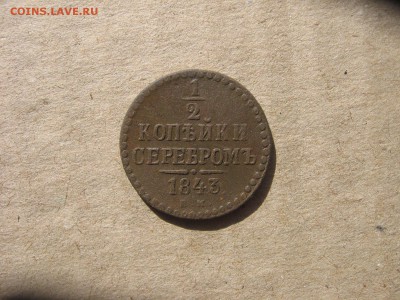 COINS.LAVE.RU
1
2
КОПѢЙКИ
СЕРЕБРОМЪ
1843